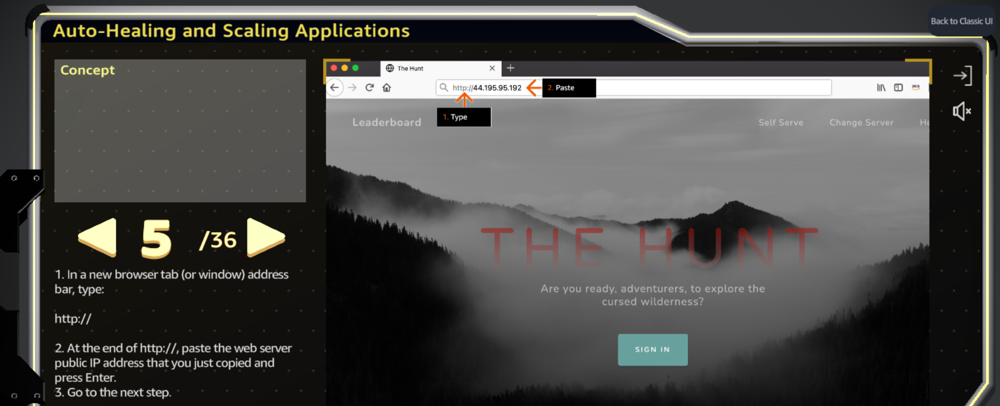 Back to Classic UI
Auto-Healing and Scaling Applications
Concept
The Hunt
http://44.195.95.192
2. Paste
1. Type
Leaderboard
Self Serve
Change Server
THE HUNT
Are you ready, adventurers, to explore the
cursed wilderness?
SIGN IN
5 /36
1. In a new browser tab (or window) address
bar, type:
http://
2. At the end of http://, paste the web server
public IP address that you just copied and
press Enter.
3. Go to the next step.